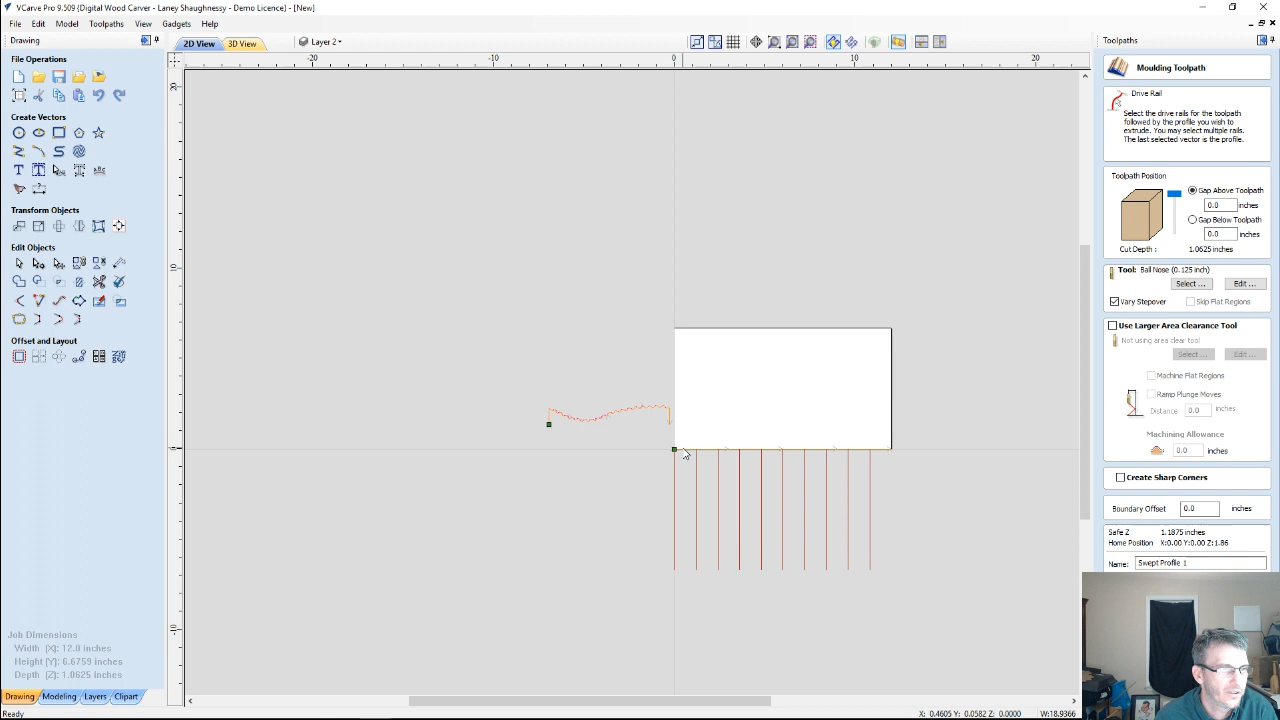 VCarve Pro 9.509 {Digital Wood Carver - Laney Shaughnessy - Demo Licence} - [New]
File Edit Model Toolpaths View Gadgets Help
Drawing
2D View 3D View Layer 2
Toolpaths
File Operations
Create Vectors
Transform Objects
Edit Objects
Offset and Layout
Job Dimensions
Width [X]: 12.0 inches
Height [Y]: 6.6759 inches
Depth [Z]: 1.0625 inches
Drawing Modeling Layers Clipart
Ready
-20 -10 0 10 20
20
10
0
-10
Moulding Toolpath
Drive Rail
Select the drive rails for the toolpath
followed by the profile you wish to
extrude. You may select multiple rails.
The last selected vector is the profile.
Toolpath Position
Gap Above Toolpath
0.0 inches
Gap Below Toolpath
0.0 inches
Cut Depth : 1.0625 inches
Tool: Ball Nose (0.125 inch)
Select ... Edit ...
Vary Stepover Skip Flat Regions
Use Larger Area Clearance Tool
Not using area clear tool
Select ... Edit ...
Machine Flat Regions
Ramp Plunge Moves
Distance 0.0 inches
Machining Allowance
0.0 inches
Create Sharp Corners
Boundary Offset 0.0 inches
Safe Z 1.1875 inches
Home Position X:0.00 Y:0.00 Z:1.86
Name: Swept Profile 1
X: 0.4605 Y: 0.0582 Z: 0.0000 W:18.9366